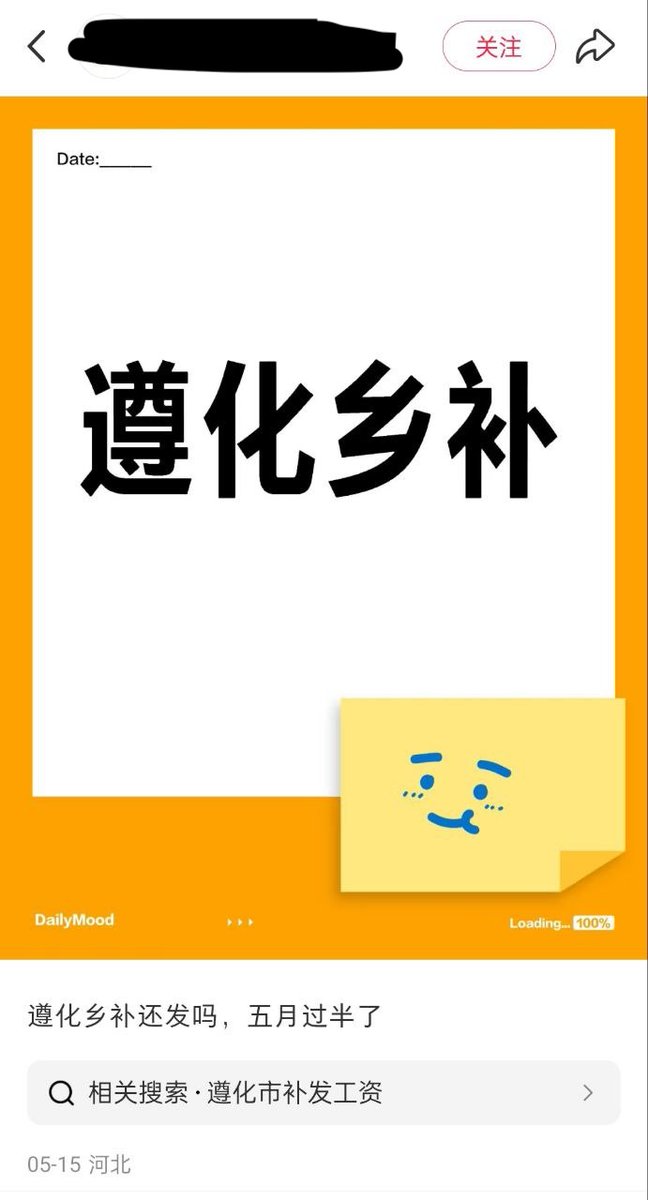 关注
Date:_____
遵化乡补
DailyMood
Loading... 100%
遵化乡补还发吗，五月过半了
相关搜索·遵化市补发工资
05-15 河北